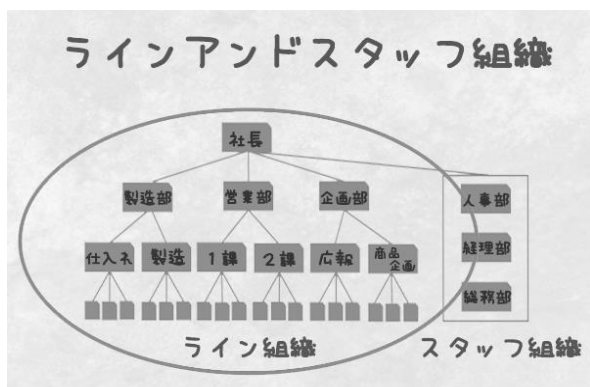 ラインアンドスタッフ組織
社長
製造部 営業部 企画部 人事部
仕入れ 製造 1課 2課 広報 商品企画 経理部
総務部
ライン組織 スタッフ組織